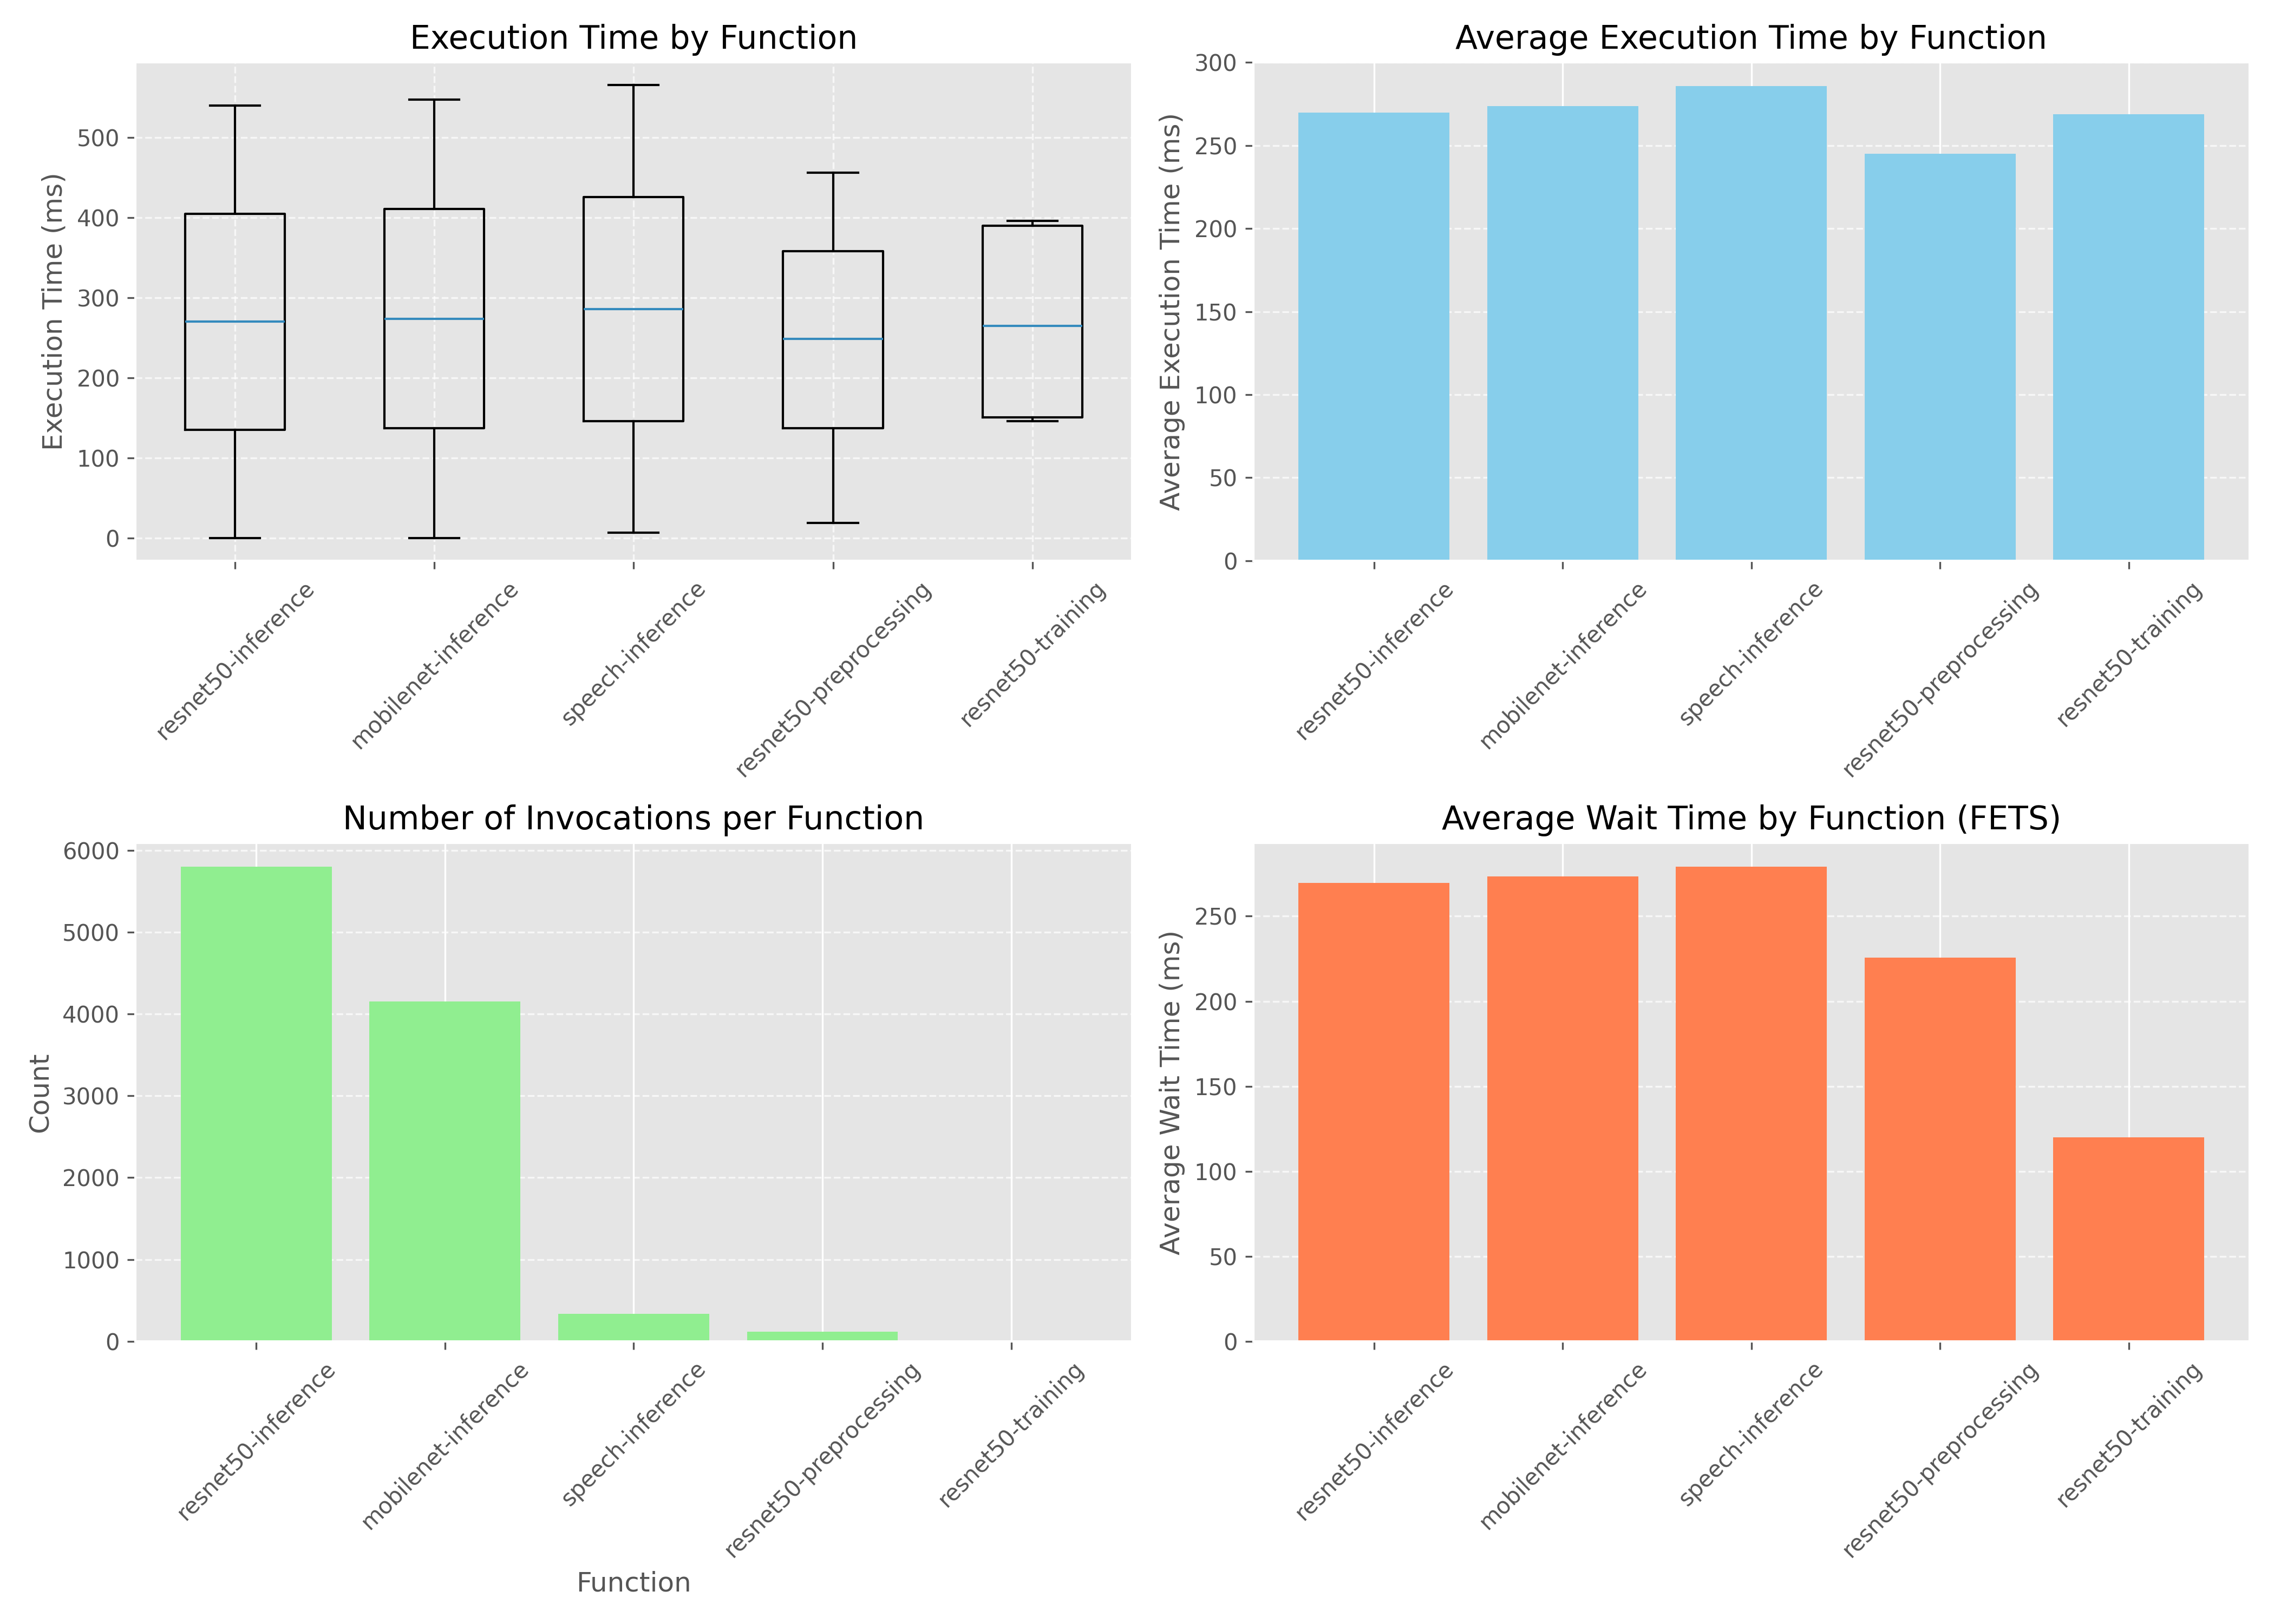 Execution Time by Function
Execution Time (ms)
500
400
300
200
100
0
resnet50-inference
mobilenet-inference
speech-inference
resnet50-preprocessing
resnet50-training
Average Execution Time by Function
Average Execution Time (ms)
300
250
200
150
100
50
0
resnet50-inference
mobilenet-inference
speech-inference
resnet50-preprocessing
resnet50-training
Number of Invocations per Function
Count
6000
5000
4000
3000
2000
1000
0
resnet50-inference
mobilenet-inference
speech-inference
resnet50-preprocessing
resnet50-training
Function
Average Wait Time by Function (FETS)
Average Wait Time (ms)
250
200
150
100
50
0
resnet50-inference
mobilenet-inference
speech-inference
resnet50-preprocessing
resnet50-training